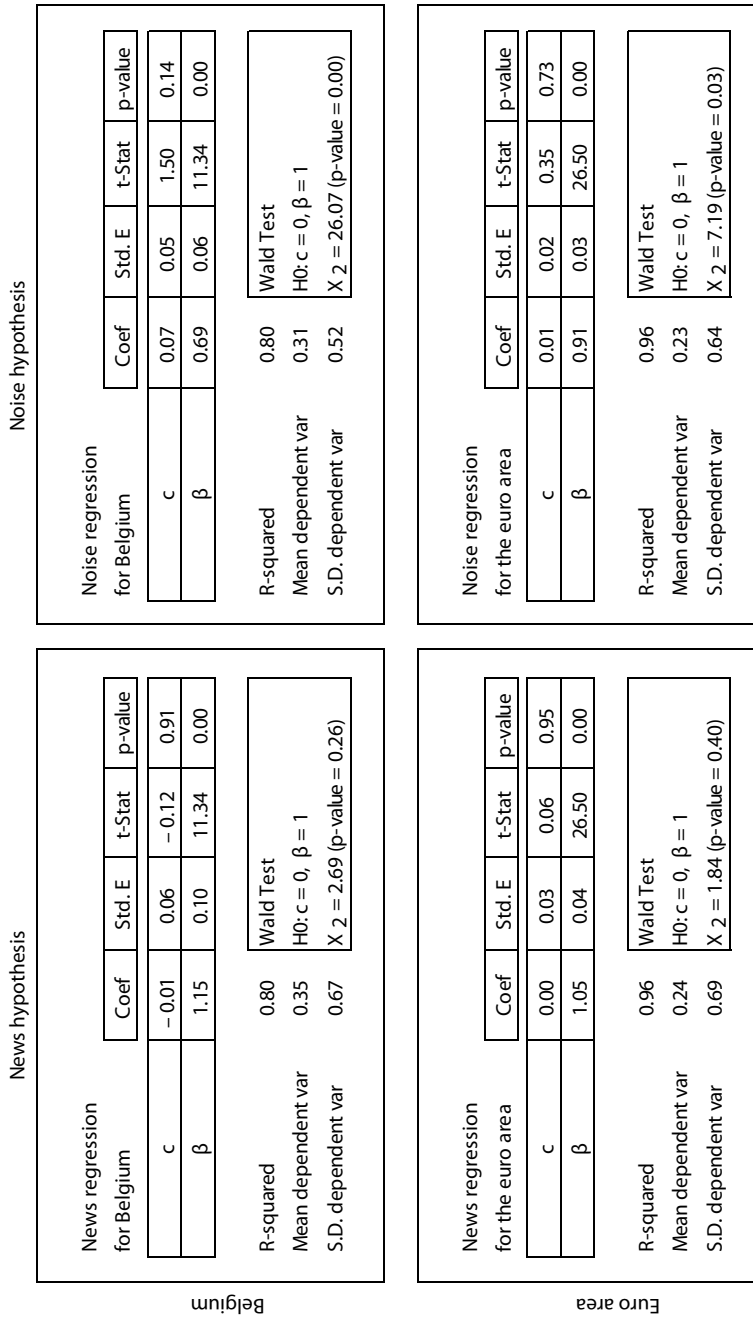 News hypothesis
Noise hypothesis
Belgium
News regression
for Belgium
Coef Std. E t-Stat p-value
c – 0.01 0.06 – 0.12 0.91
β 1.15 0.10 11.34 0.00
R-squared 0.80
Mean dependent var 0.35
S.D. dependent var 0.67
Wald Test
H0: c = 0, β = 1
X 2 = 2.69 (p-value = 0.26)
Noise regression
for Belgium
Coef Std. E t-Stat p-value
c 0.07 0.05 1.50 0.14
β 0.69 0.06 11.34 0.00
R-squared 0.80
Mean dependent var 0.31
S.D. dependent var 0.52
Wald Test
H0: c = 0, β = 1
X 2 = 26.07 (p-value = 0.00)
Euro area
News regression
for the euro area
Coef Std. E t-Stat p-value
c 0.00 0.03 0.06 0.95
β 1.05 0.04 26.50 0.00
R-squared 0.96
Mean dependent var 0.24
S.D. dependent var 0.69
Wald Test
H0: c = 0, β = 1
X 2 = 1.84 (p-value = 0.40)
Noise regression
for the euro area
Coef Std. E t-Stat p-value
c 0.01 0.02 0.35 0.73
β 0.91 0.03 26.50 0.00
R-squared 0.96
Mean dependent var 0.23
S.D. dependent var 0.64
Wald Test
H0: c = 0, β = 1
X 2 = 7.19 (p-value = 0.03)